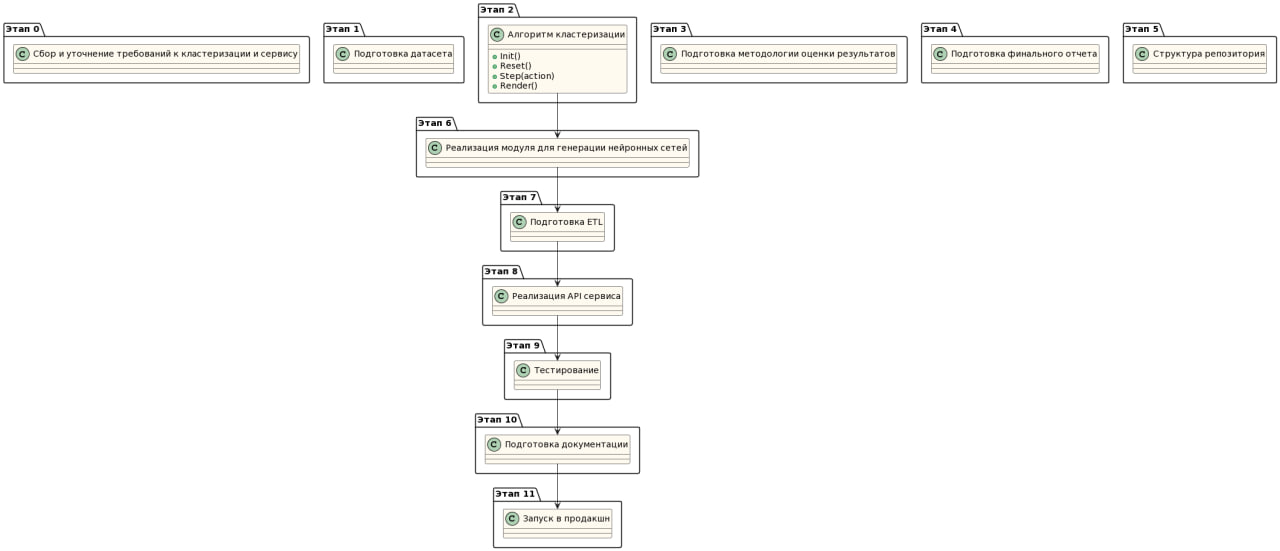 Этап 0
C Сбор и уточнение требований к кластеризации и сервису
Этап 1
C Подготовка датасета
Этап 2
C Алгоритм кластеризации
Init()
Reset()
Step(action)
Render()
Этап 3
C Подготовка методологии оценки результатов
Этап 4
C Подготовка финального отчета
Этап 5
C Структура репозитория
Этап 6
C Реализация модуля для генерации нейронных сетей
Этап 7
C Подготовка ETL
Этап 8
C Реализация API сервиса
Этап 9
C Тестирование
Этап 10
C Подготовка документации
Этап 11
C Запуск в продакшн